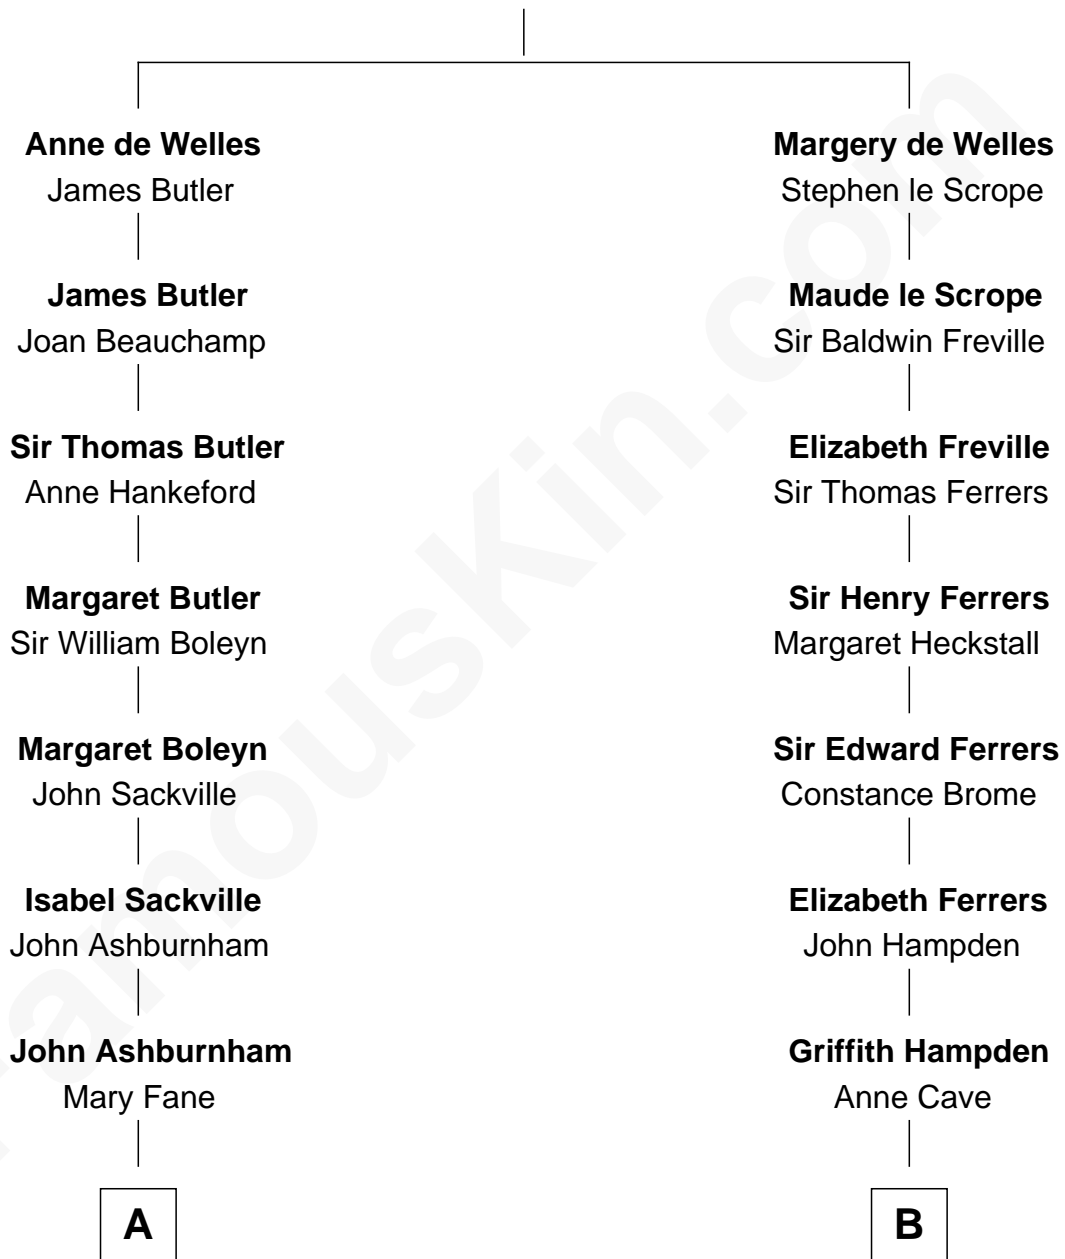 Anne de Welles
James Butler
James Butler
Joan Beauchamp
Sir Thomas Butler
Anne Hankeford
Margaret Butler
Sir William Boleyn
Margaret Boleyn
John Sackville
Isabel Sackville
John Ashburnham
John Ashburnham
Mary Fane
A
Margery de Welles
Stephen le Scrope
Maude le Scrope
Sir Baldwin Freville
Elizabeth Freville
Sir Thomas Ferrers
Sir Henry Ferrers
Margaret Heckstall
Sir Edward Ferrers
Constance Brome
Elizabeth Ferrers
John Hampden
Griffith Hampden
Anne Cave
B
FamousKin.com